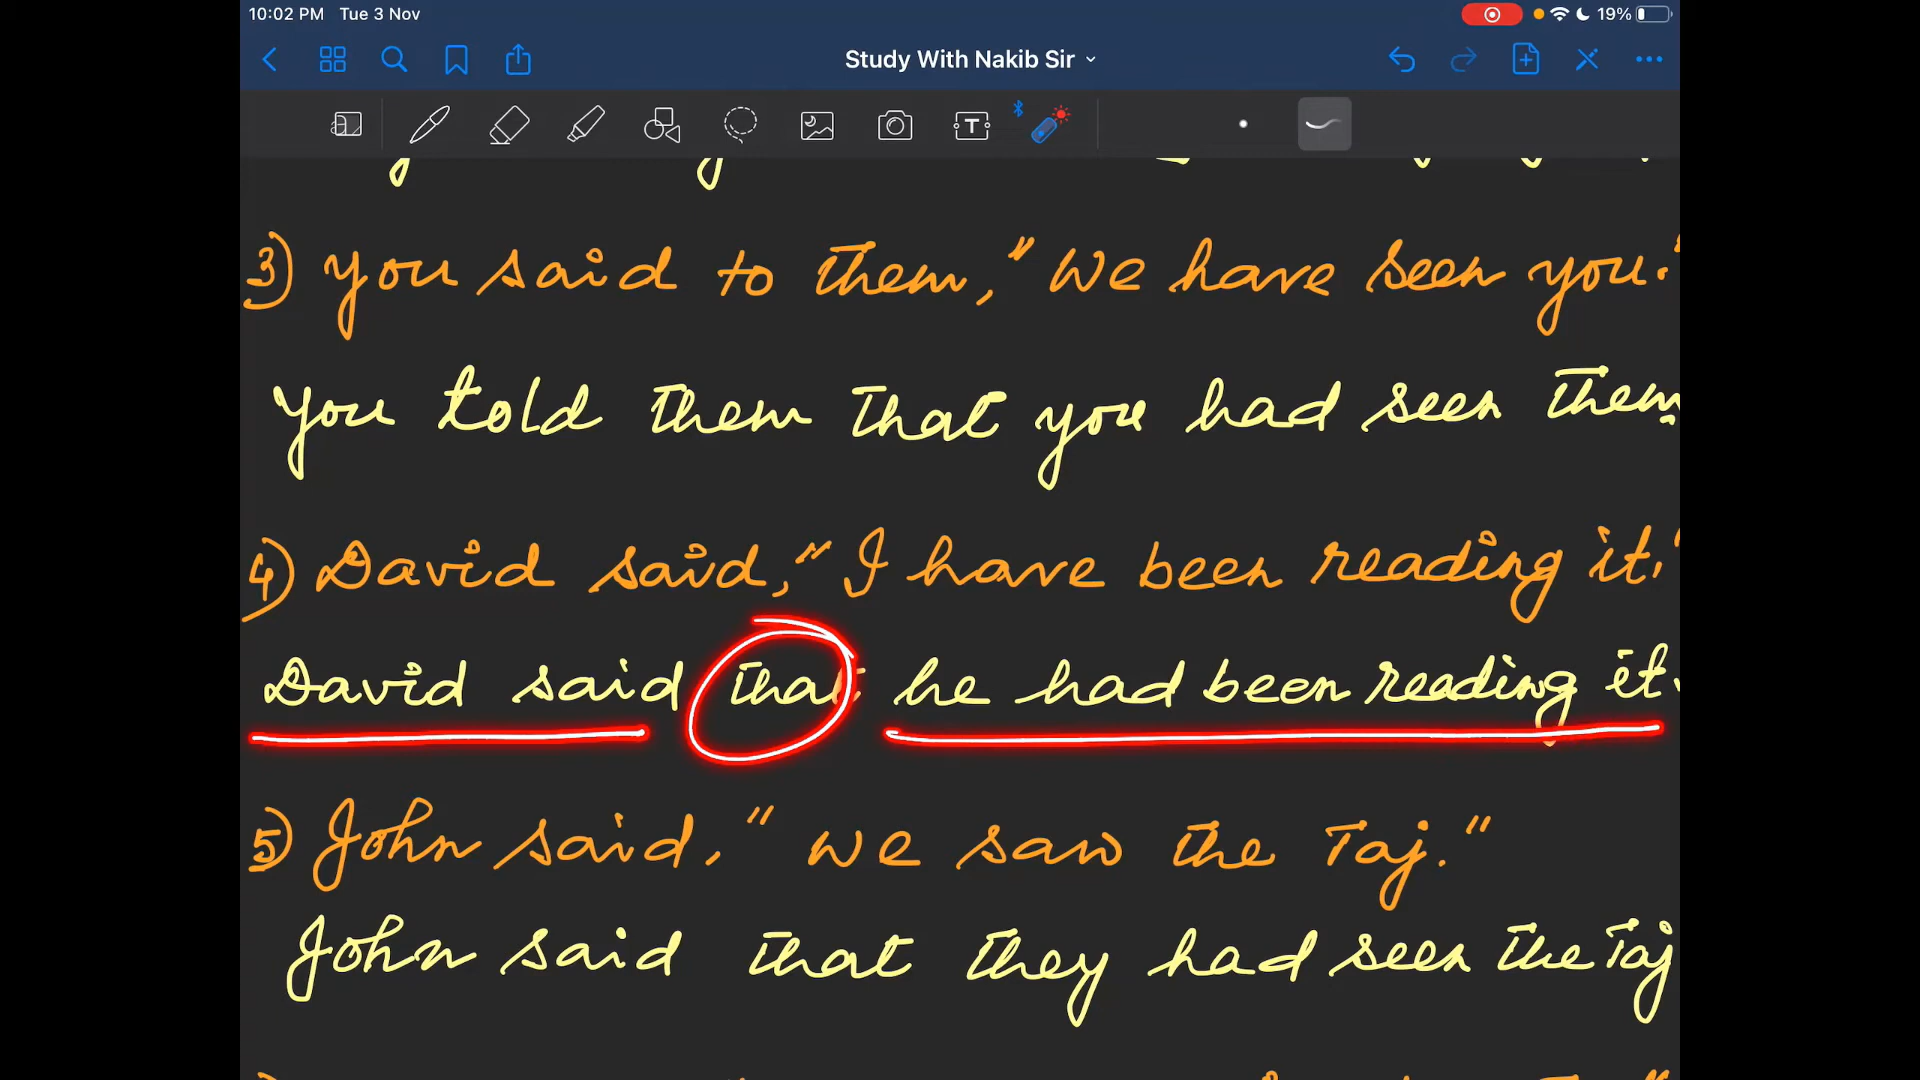 10:02 PM Tue 3 Nov 19%
Study With Nakib Sir
T
3) You said to them, "We have seen you."
You told them that you had seen them
4) David said, "I have been reading it."
David said that he had been reading it.
5) John said, "We saw the Taj."
John said that they had seen the Taj